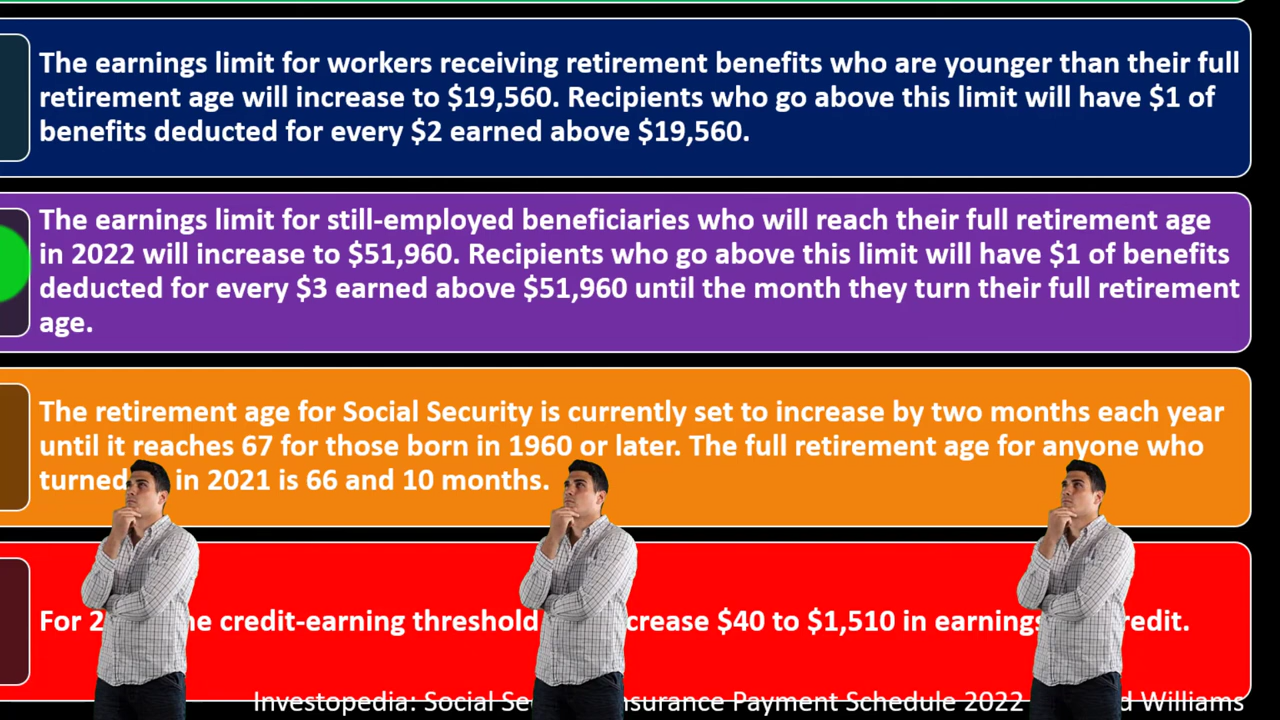 The earnings limit for workers receiving retirement benefits who are younger than their full
retirement age will increase to $19,560. Recipients who go above this limit will have $1 of
benefits deducted for every $2 earned above $19,560.
The earnings limit for still-employed beneficiaries who will reach their full retirement age
in 2022 will increase to $51,960. Recipients who go above this limit will have $1 of benefits
deducted for every $3 earned above $51,960 until the month they turn their full retirement
age.
The retirement age for Social Security is currently set to increase by two months each year
until it reaches 67 for those born in 1960 or later. The full retirement age for anyone who
turned in 2021 is 66 and 10 months.
For credit-earning threshold $40 to $1,510 in earnings
Investopedia: Social Payment Schedule 2022 Williams